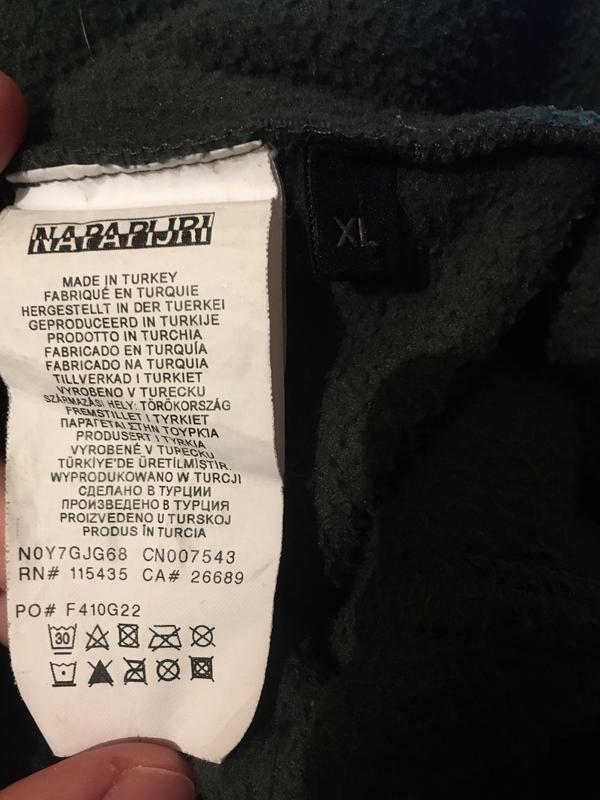 NAPAPIJRI
XL
MADE IN TURKEY
FABRIQUÉ EN TURQUIE
HERGESTELLT IN DER TUERKEI
GEPRODUCEERD IN TURKIJE
PRODOTTO IN TURCHIA
FABRICADO EN TURQUÍA
FABRICADO NA TURQUIA
TILLVERKAD I TURKIET
VYROBENO V TURECKU
SZÁRMAZÁSI HELY: TÖRÖKORSZÁG
FREMSTILLET I TYRKIET
ΠΑΡΑΓΕΤΑΙ ΣΤΗΝ ΤΟΥΡΚΙΑ
PRODUSERT I TYRKIA
VYROBENÉ V TURECKU
TÜRKİYE'DE ÜRETİLMİŞTİR.
WYPRODUKOWANO W TURCJI
СДЕЛАНО В ТУРЦИИ
ПРОИЗВЕДЕНО В ТУРЦИЯ
PROIZVEDENO U TURSKOJ
PRODUS ÎN TURCIA
N0Y7GJG68 CN007543
RN# 115435 CA# 26689
PO# F410G22
30